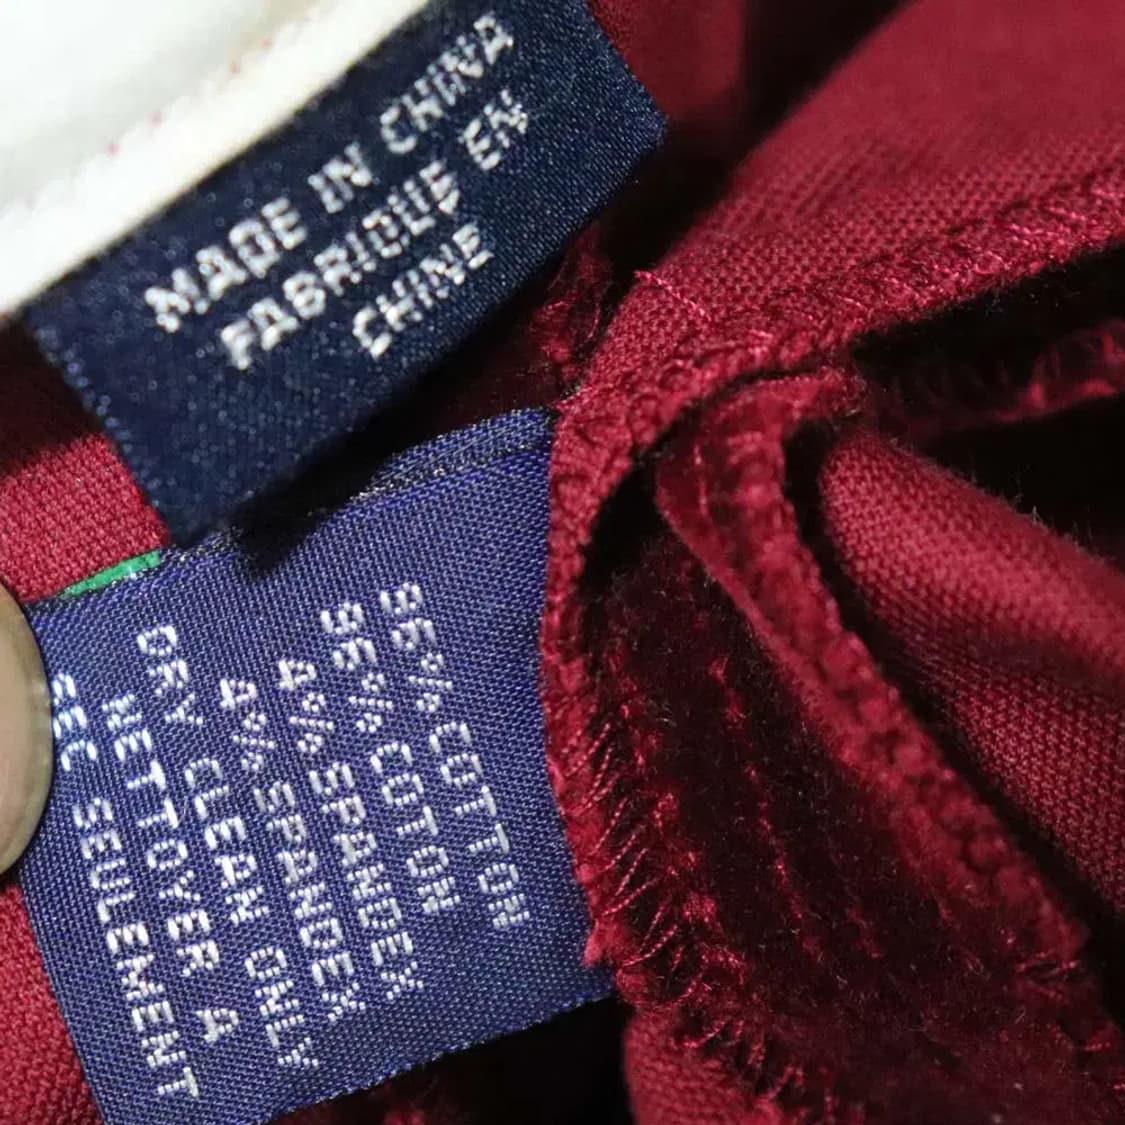 MADE IN CHINA
FABRIQUE EN
CHINE
96% COTTON
96% COTON
4% SPANDEX
4% SPANDEX
DRY CLEAN ONLY
NETTOYER A
SEC SEULEMENT